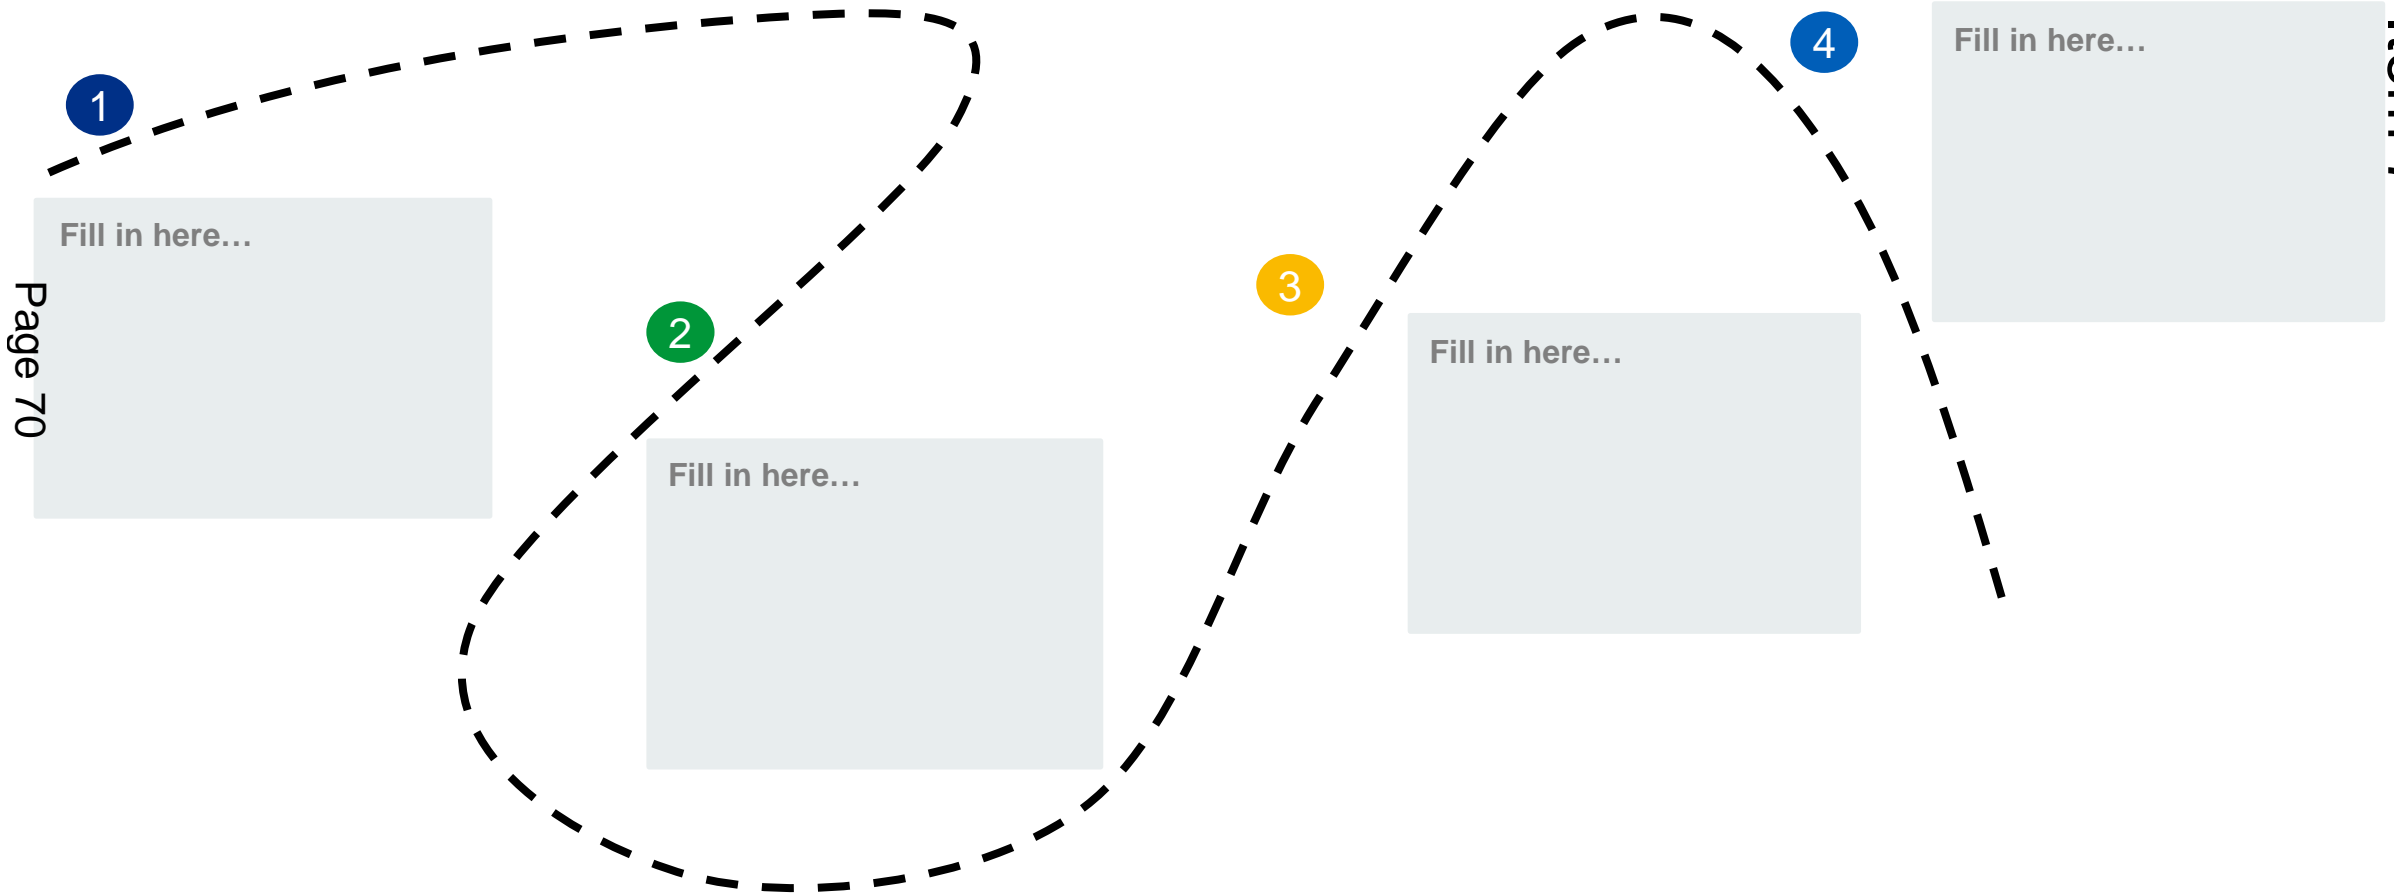 1
Fill in here…
Page 70
2
Fill in here…
3
Fill in here…
4
Fill in here…